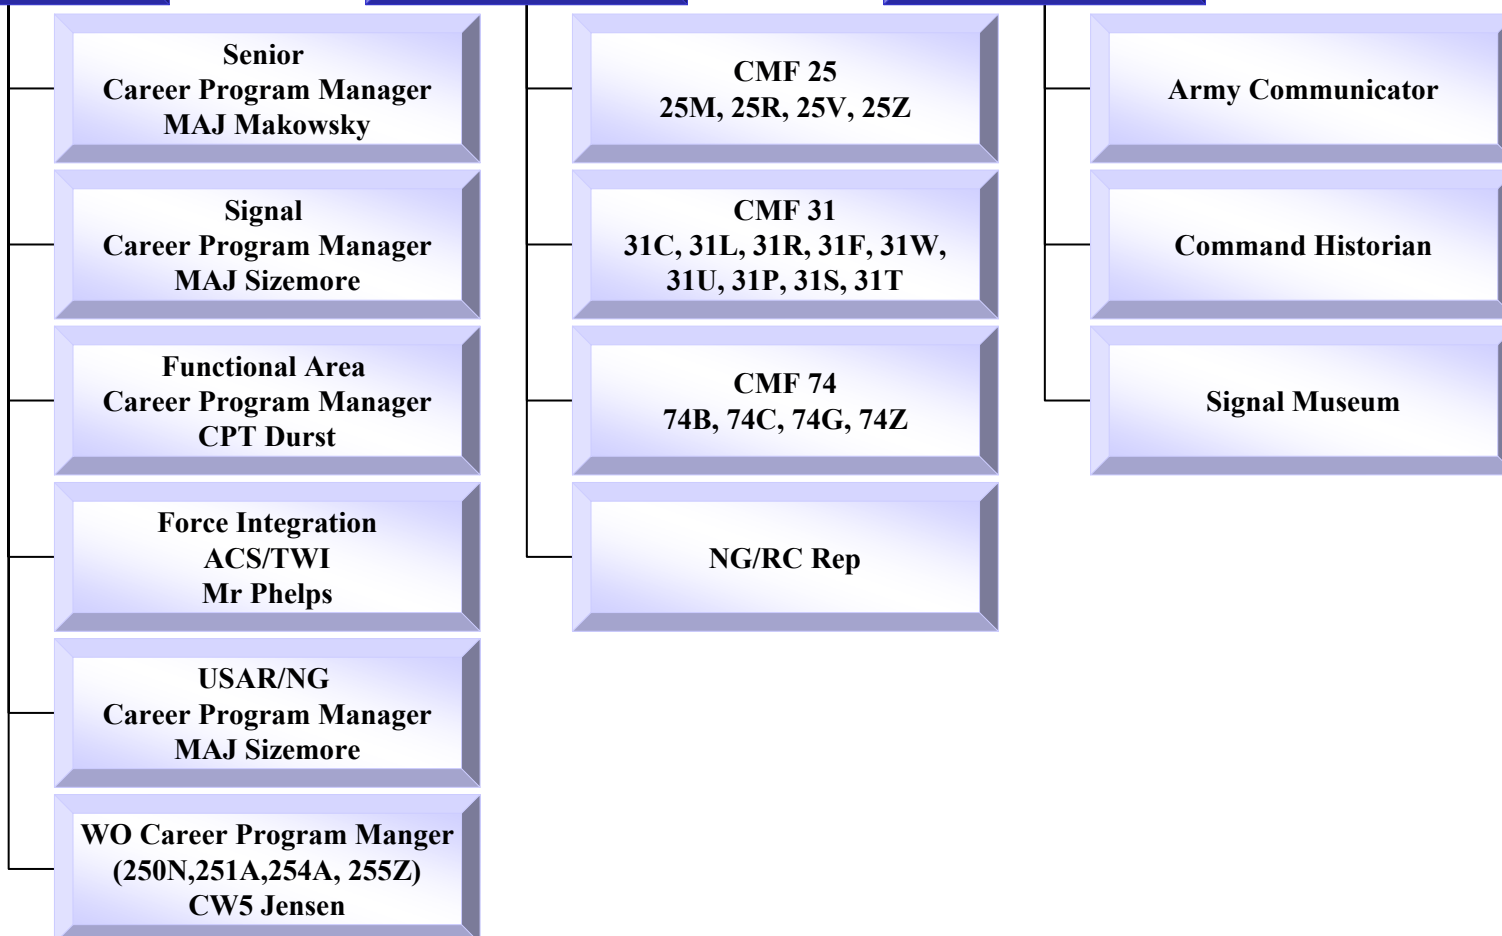 Senior
Career Program Manager
MAJ Makowsky
Signal
Career Program Manager
MAJ Sizemore
Functional Area
Career Program Manager
CPT Durst
Force Integration
ACS/TWI
Mr Phelps
USAR/NG
Career Program Manager
MAJ Sizemore
WO Career Program Manger
(250N,251A,254A, 255Z)
CW5 Jensen
CMF 25
25M, 25R, 25V, 25Z
CMF 31
31C, 31L, 31R, 31F, 31W,
31U, 31P, 31S, 31T
CMF 74
74B, 74C, 74G, 74Z
NG/RC Rep
Army Communicator
Command Historian
Signal Museum